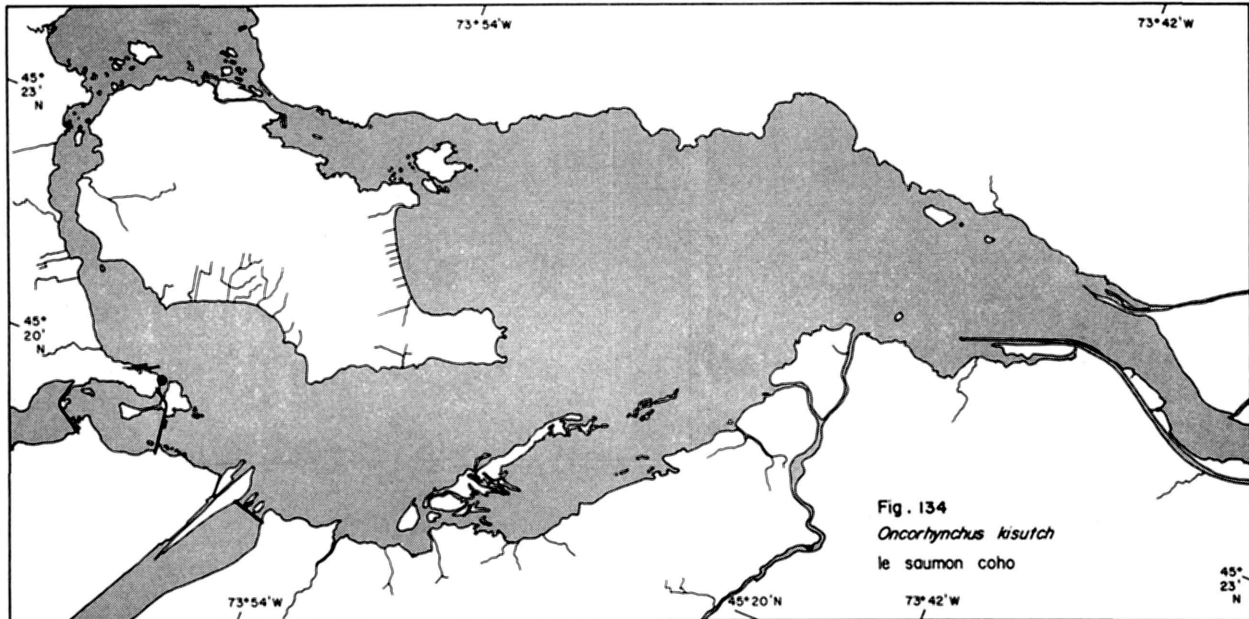 73°54'W
73°42'W
45°
23'
N
45°
20'
N
Fig. 134
Oncorhynchus kisutch
le saumon coho
45°
23'
N
73°54'W
45°20'N
73°42'W